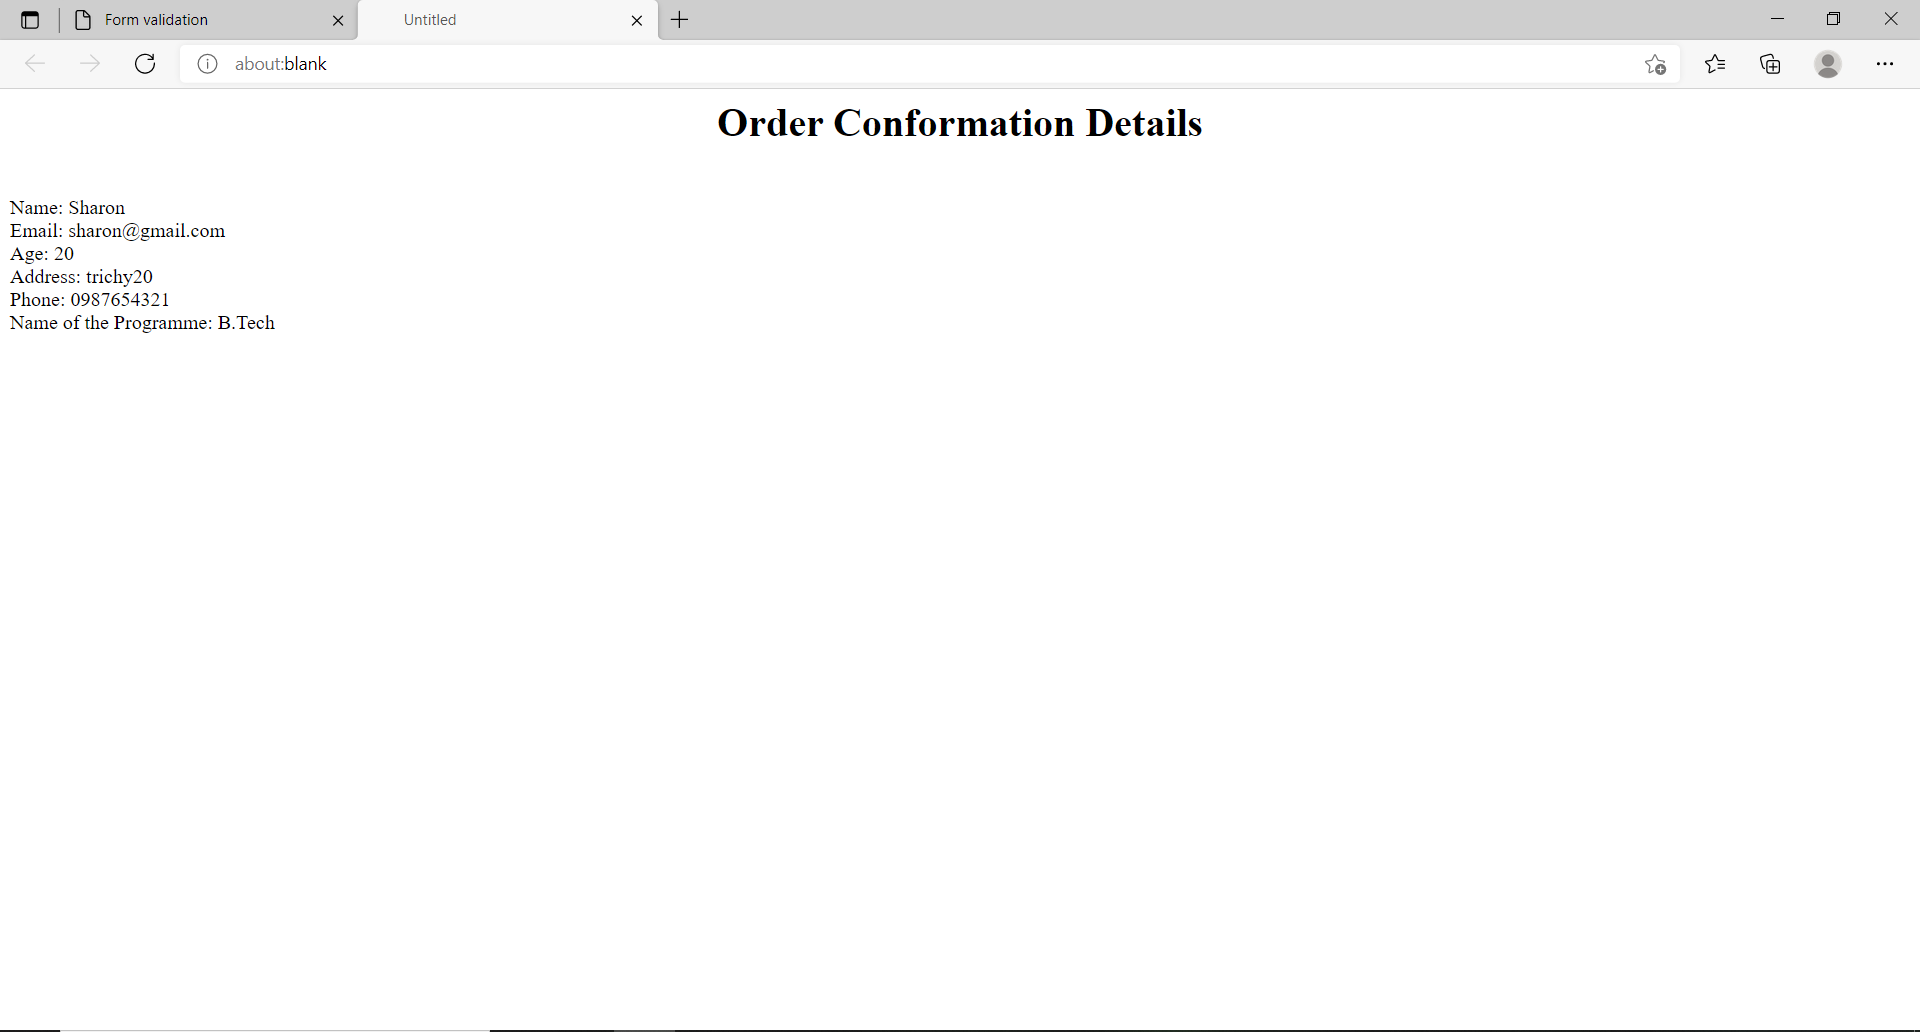 Form validation
Untitled
about:blank
Order Conformation Details
Name: Sharon
Email: sharon@gmail.com
Age: 20
Address: trichy20
Phone: 0987654321
Name of the Programme: B.Tech